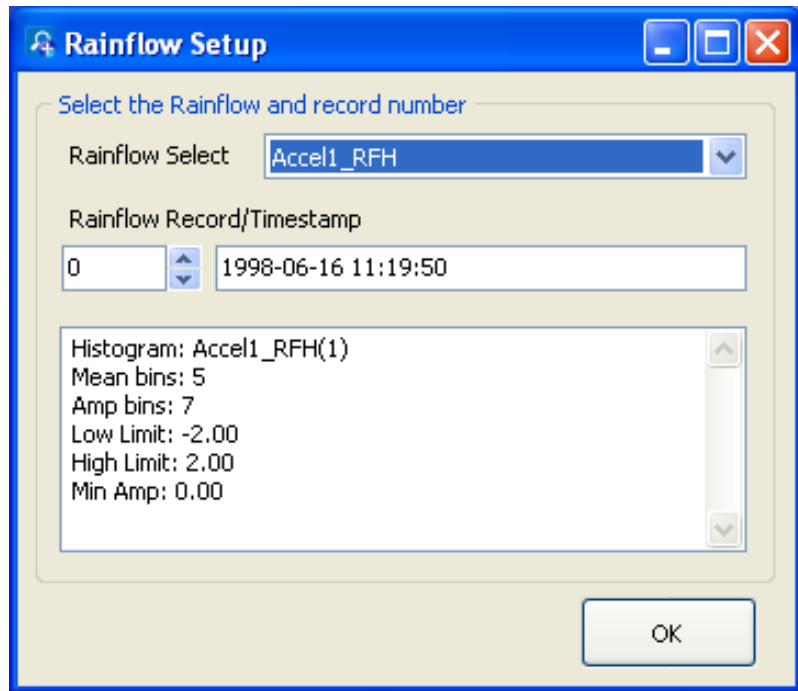 Rainflow Setup
Select the Rainflow and record number
Rainflow Select Accel1_RFH
Rainflow Record/Timestamp
0 1998-06-16 11:19:50
Histogram: Accel1_RFH(1)
Mean bins: 5
Amp bins: 7
Low Limit: -2.00
High Limit: 2.00
Min Amp: 0.00
OK